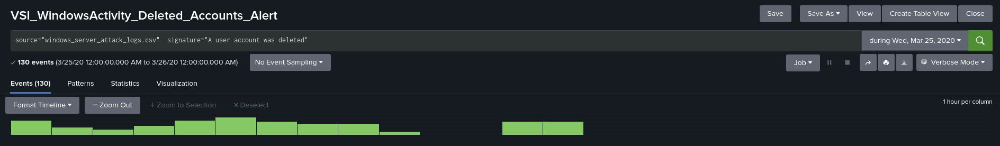 VSI_WindowsActivity_Deleted_Accounts_Alert
Save
Save As
View
Create Table View
Close
source="windows_server_attack_logs.csv"  signature="A user account was deleted"
during Wed, Mar 25, 2020
130 events (3/25/20 12:00:00.000 AM to 3/26/20 12:00:00.000 AM)
No Event Sampling
Job
Verbose Mode
Events (130)
Patterns
Statistics
Visualization
Format Timeline
— Zoom Out
+ Zoom to Selection
× Deselect
1 hour per column